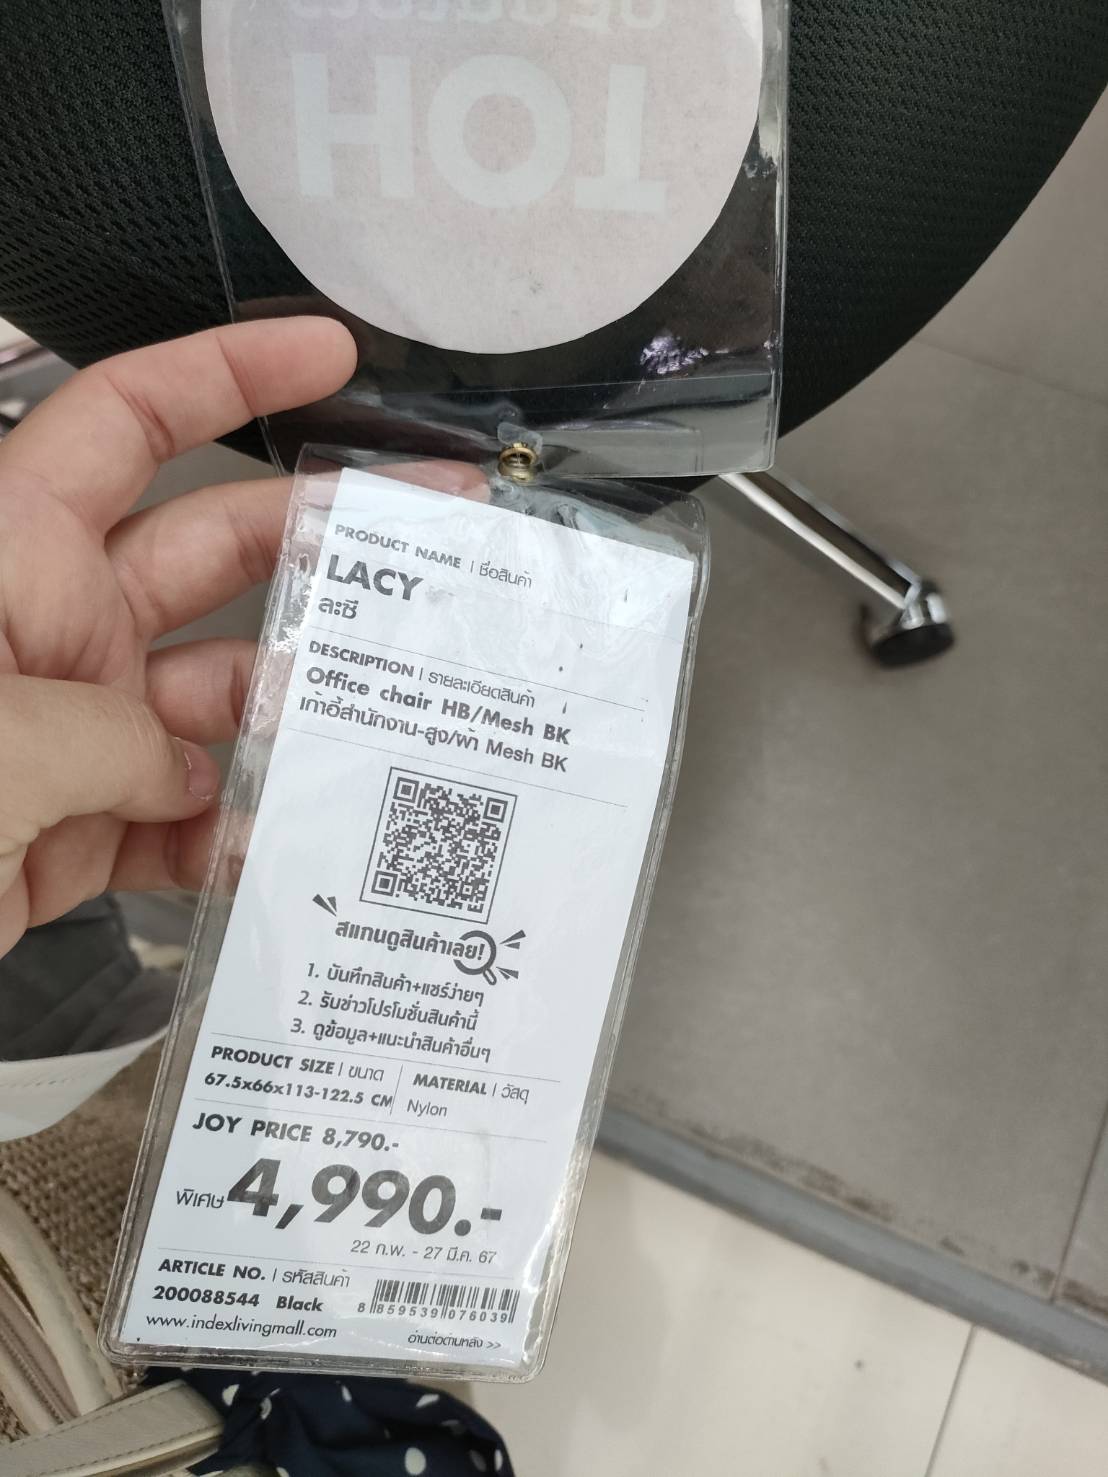 HOT
PRODUCT NAME | ชื่อสินค้า
LACY
ละซี
DESCRIPTION | รายละเอียดสินค้า
Office chair HB/Mesh BK
เก้าอี้สำนักงาน-สูง/ผ้า Mesh BK
สแกนดูสินค้าเลย!
1. บันทึกสินค้า+แชร์ง่ายๆ
2. รับข่าวโปรโมชั่นสินค้านี้
3. ดูข้อมูล+แนะนำสินค้าอื่นๆ
PRODUCT SIZE | ขนาด
67.5x66x113-122.5 CM
MATERIAL | วัสดุ
Nylon
JOY PRICE 8,790.-
พิเศษ 4,990.-
22 ก.พ. - 27 มี.ค. 67
ARTICLE NO. | รหัสสินค้า
200088544 Black
8 859539 076039
www.indexlivingmall.com
อ่านต่อด้านหลัง >>